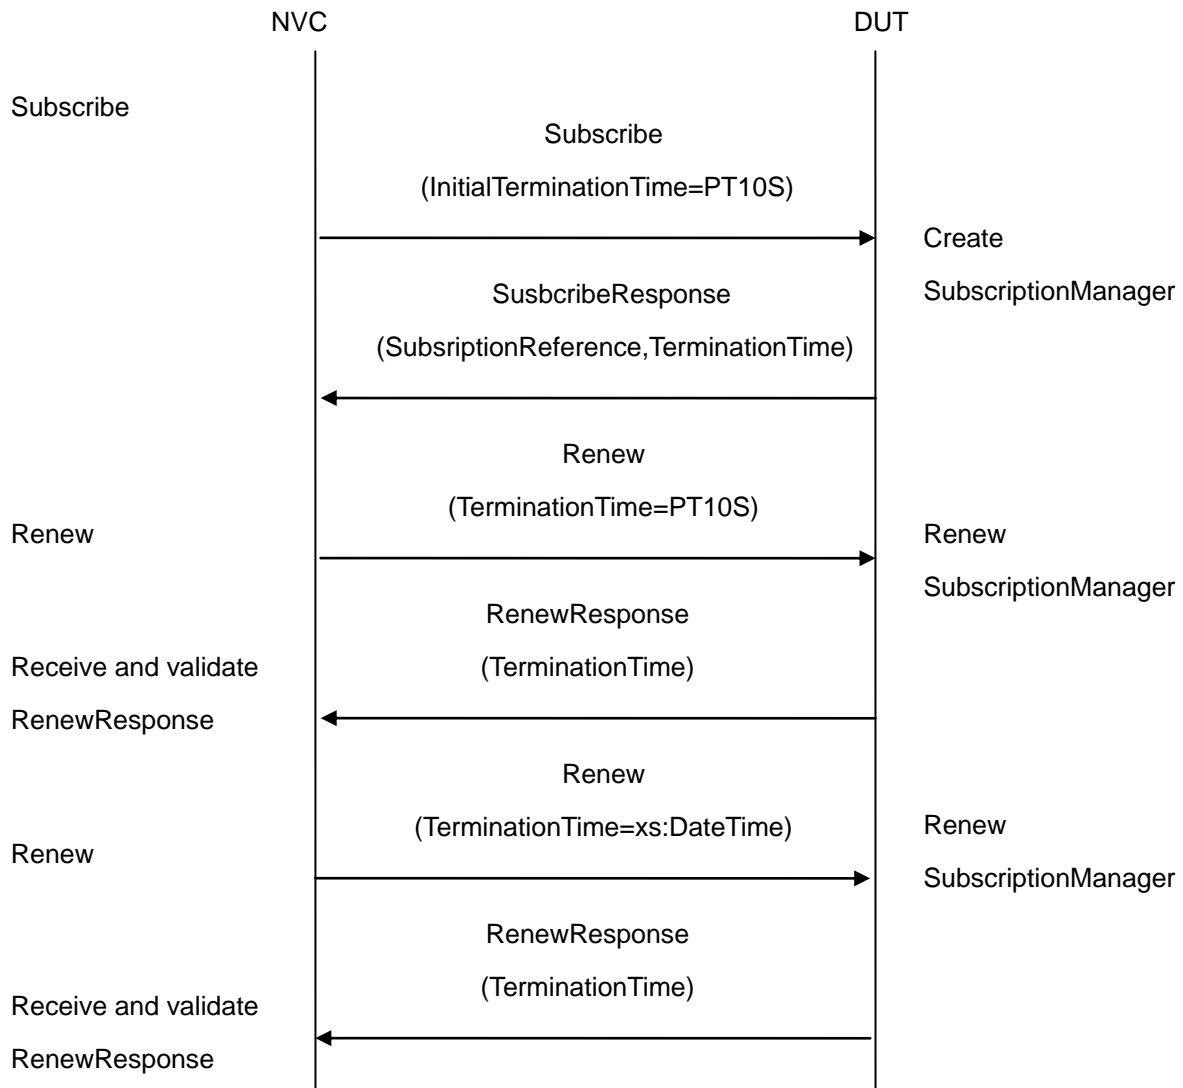 NVC
DUT
Subscribe
Subscribe
(InitialTerminationTime=PT10S)
Create
SubscriptionManager
SusbcribeResponse
(SubsriptionReference,TerminationTime)
Renew
(TerminationTime=PT10S)
Renew
Renew
SubscriptionManager
RenewResponse
(TerminationTime)
Receive and validate
RenewResponse
Renew
(TerminationTime=xs:DateTime)
Renew
Renew
SubscriptionManager
RenewResponse
(TerminationTime)
Receive and validate
RenewResponse